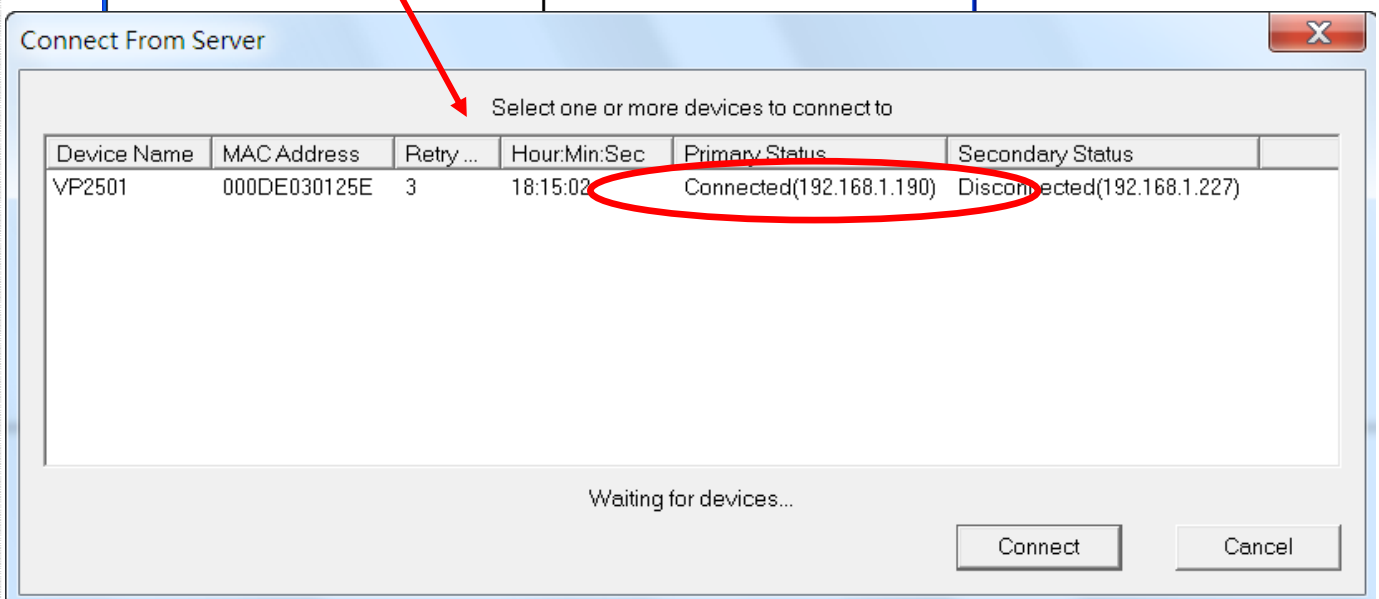 Connect From Server
Select one or more devices to connect to
Device Name MAC Address Retry ... Hour:Min:Sec Primary Status Secondary Status
VP2501 000DE030125E 3 18:15:02 Connected(192.168.1.190) Disconnected(192.168.1.227)
Waiting for devices...
Connect Cancel